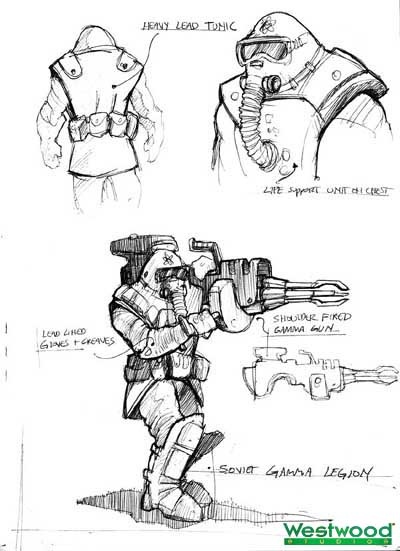 HEAVY LEAD TUNIC
LIFE SUPPORT UNIT ON CHEST
LEAD LINED
GLOVES + GREAVES
SHOULDER FIRED
GAMMA GUN
SOVIET GAMMA LEGION
Westwood
STUDIOS